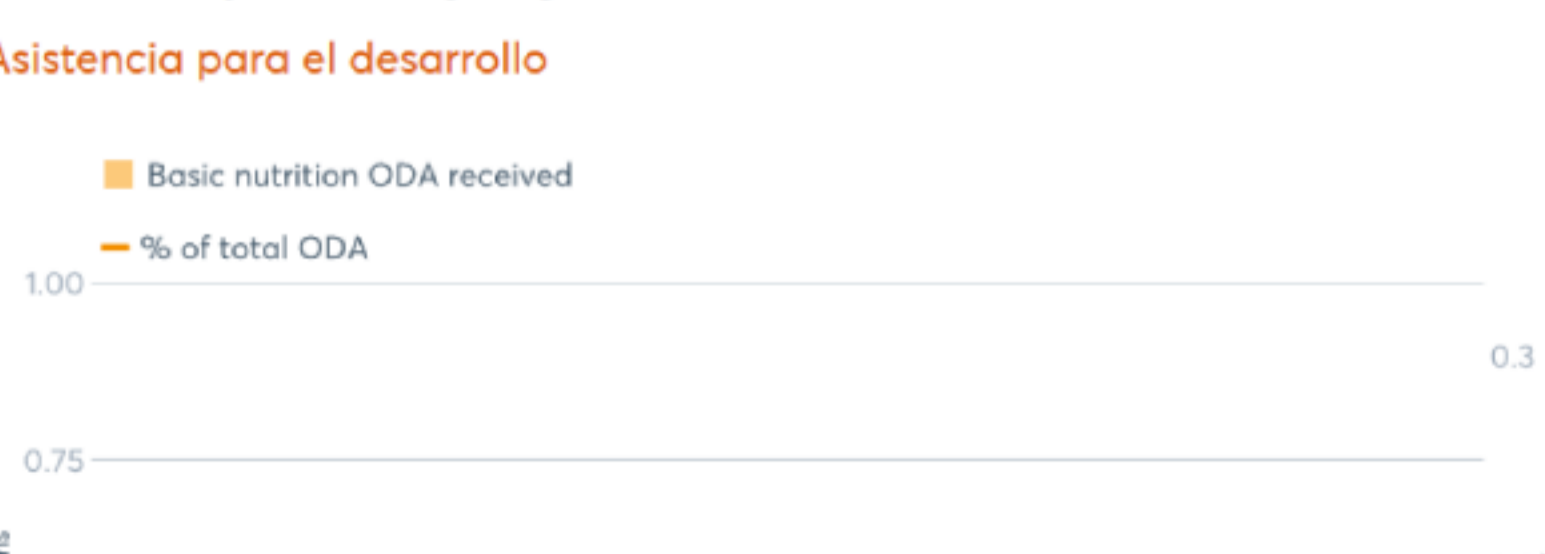 Asistencia para el desarrollo
Basic nutrition ODA received
% of total ODA
1.00
0.3
0.75